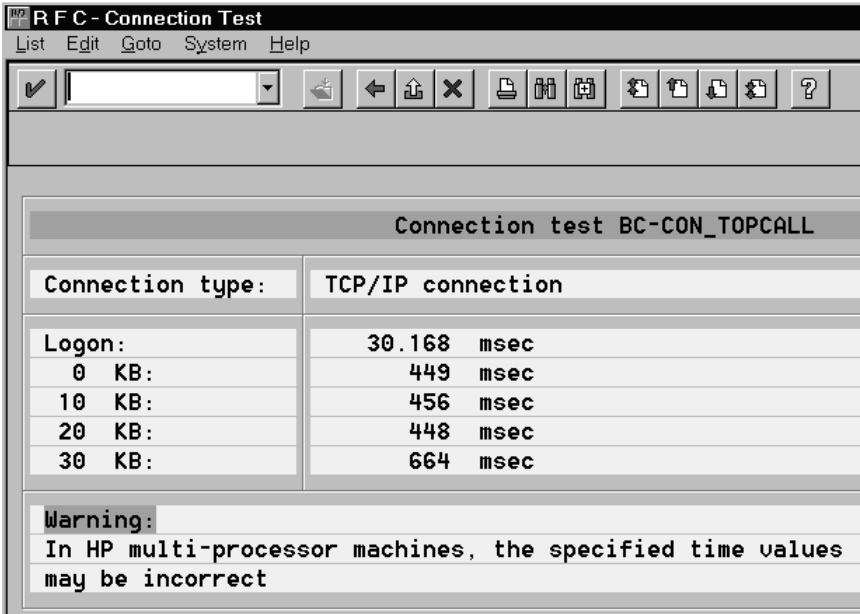 R F C - Connection Test
List Edit Goto System Help
Connection test BC-CON_TOPCALL
Connection type: TCP/IP connection
Logon: 30.168 msec
0 KB: 449 msec
10 KB: 456 msec
20 KB: 448 msec
30 KB: 664 msec
Warning:
In HP multi-processor machines, the specified time values
may be incorrect